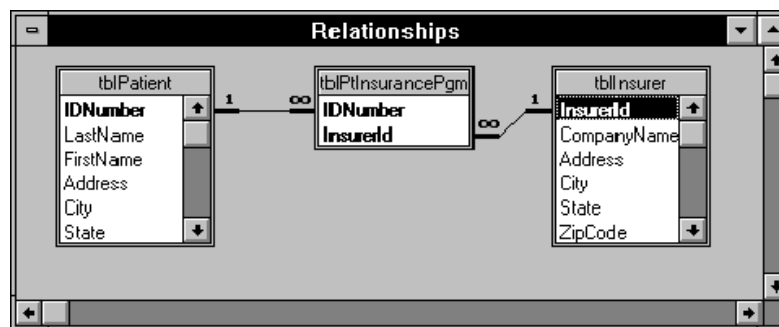 Relationships
tblPatient
IDNumber
LastName
FirstName
Address
City
State
1
∞
tblPtInsurancePgm
IDNumber
InsurerId
∞
1
tblInsurer
InsurerId
CompanyName
Address
City
State
ZipCode